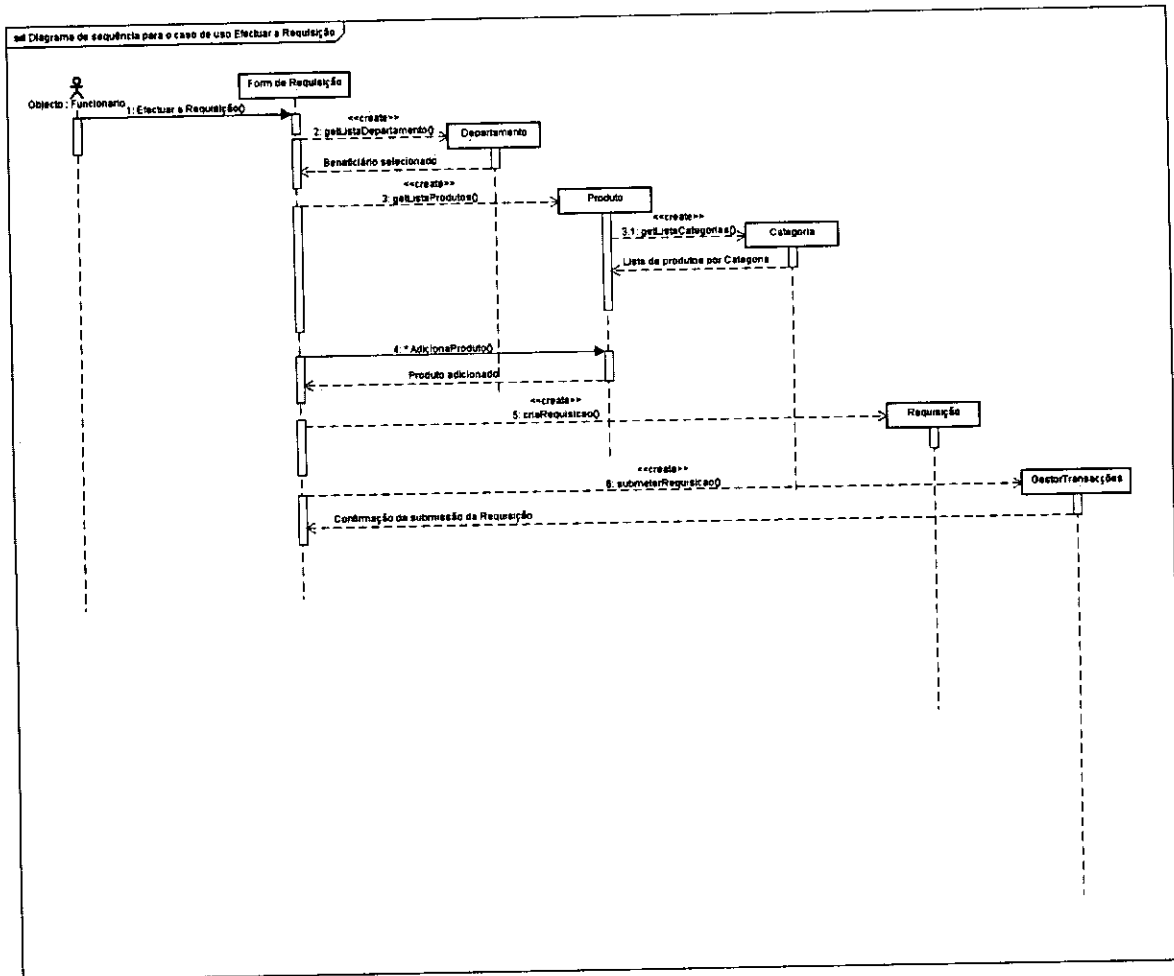 sd Diagrama de sequência para o caso de uso Efectuar a Requisição
Form de Requisição
Objecto : Funcionario
1: Efectuar a Requisição()
<<create>>
2: getListaDepartamento()
Departamento
Beneficiário selecionado
<<create>>
3: getListaProdutos()
Produto
<<create>>
3.1: getListaCategorias()
Categoria
Lista de produtos por Categoria
4: * AdicionaProduto()
Produto adicionado
<<create>>
5: criaRequisicao()
Requisição
<<create>>
6: submeterRequisicao()
GestorTransacções
Confirmação da submissão da Requisição